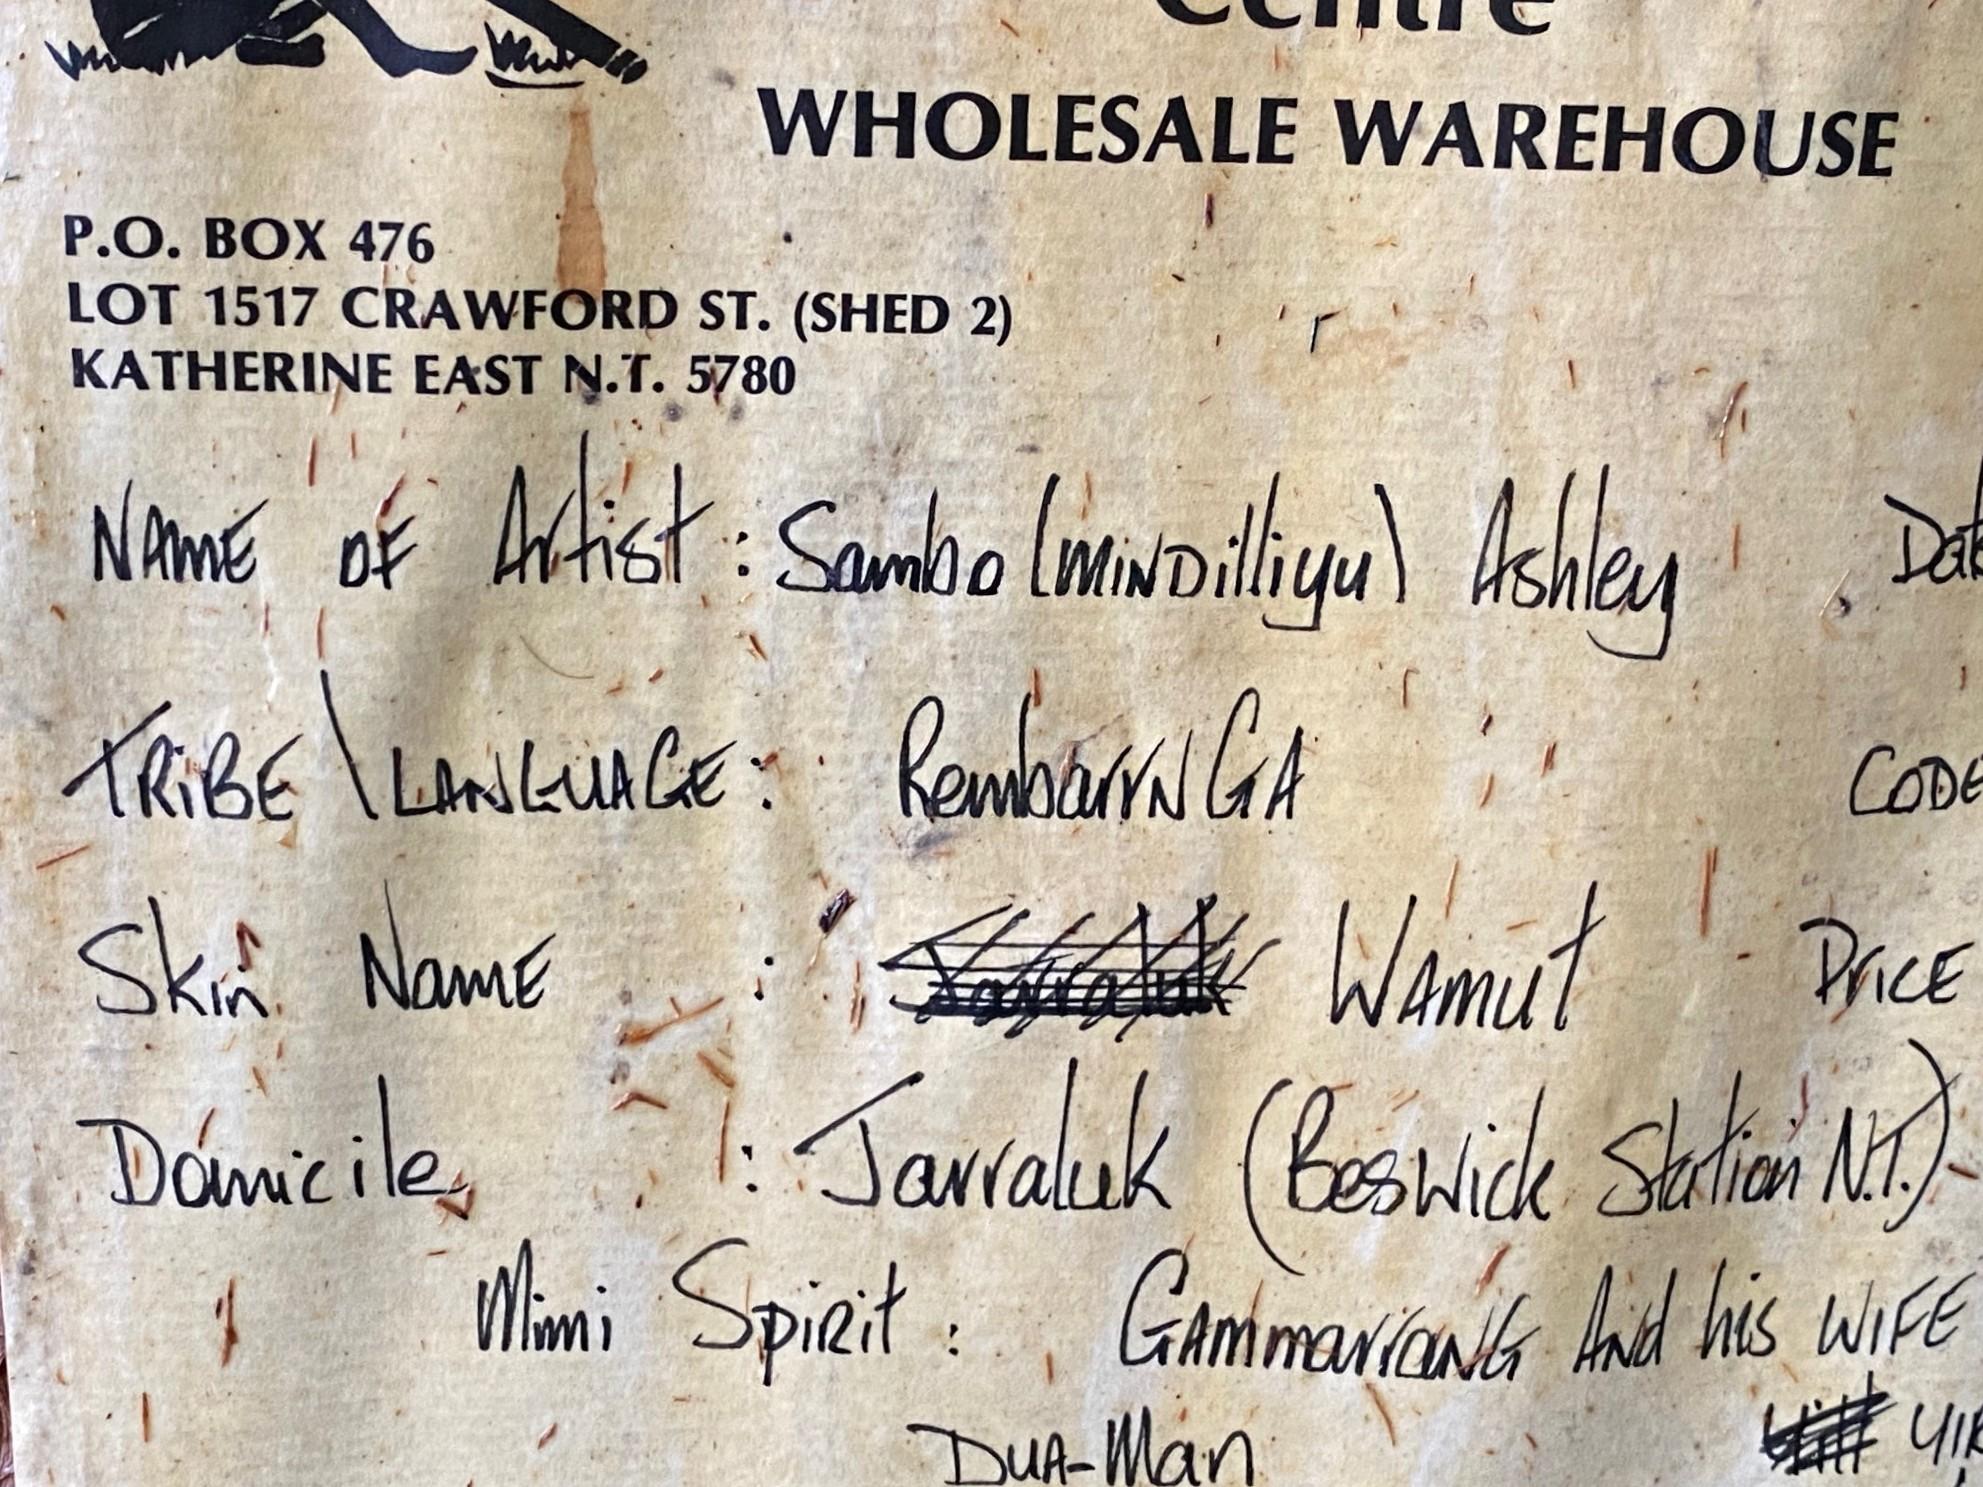 Centre
WHOLESALE WAREHOUSE
P.O. BOX 476
LOT 1517 CRAWFORD ST. (SHED 2)
KATHERINE EAST N.T. 5780
NAME OF Artist : Sambo (MINDilliyu) Ashley
TRiBE \ LANGUAGE : RembarrNGA CODE
Skin NamE : Jarraluk WAmut PricE
Domicile : Jarraluk (Beswick Station N.T.)
Mimi Spirit : GAmmarrANG And his WIFE
DUA-Man